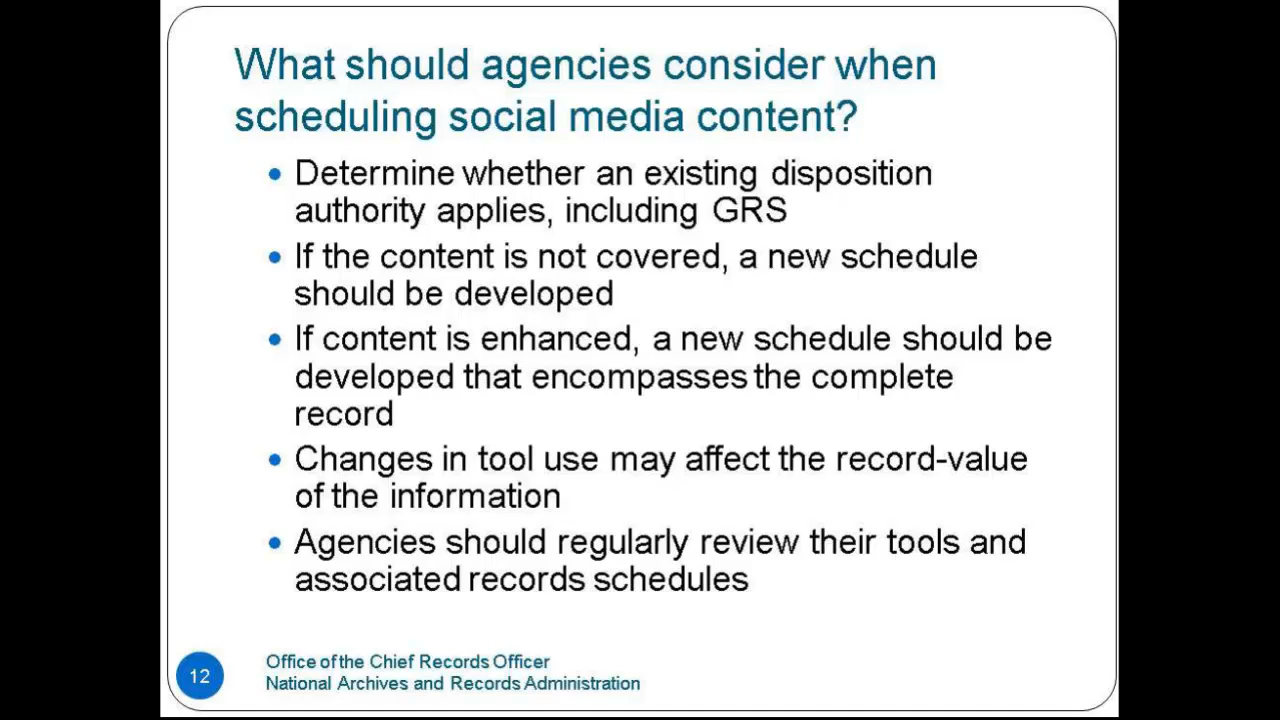 What should agencies consider when
scheduling social media content?
• Determine whether an existing disposition
authority applies, including GRS
• If the content is not covered, a new schedule
should be developed
• If content is enhanced, a new schedule should be
developed that encompasses the complete
record
• Changes in tool use may affect the record-value
of the information
• Agencies should regularly review their tools and
associated records schedules
12
Office of the Chief Records Officer
National Archives and Records Administration